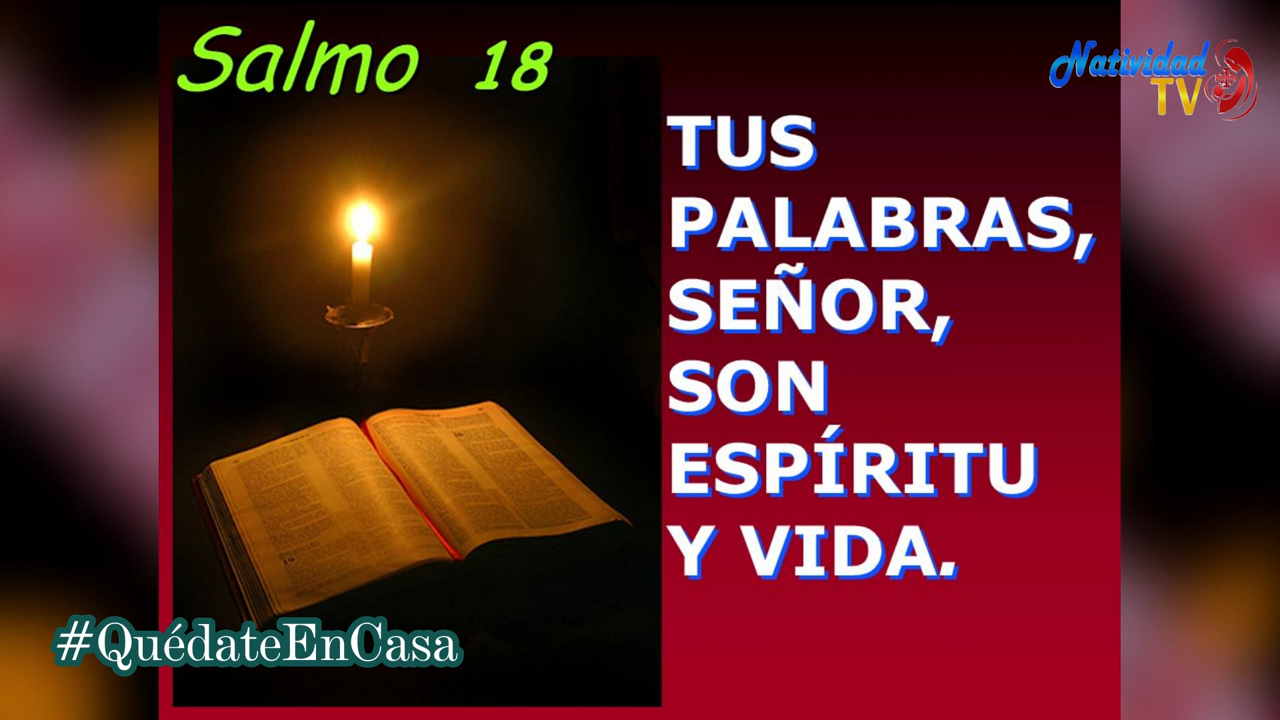 Salmo 18
Natividad
TV
TUS
PALABRAS,
SEÑOR,
SON
ESPÍRITU
Y VIDA.
#QuédateEnCasa